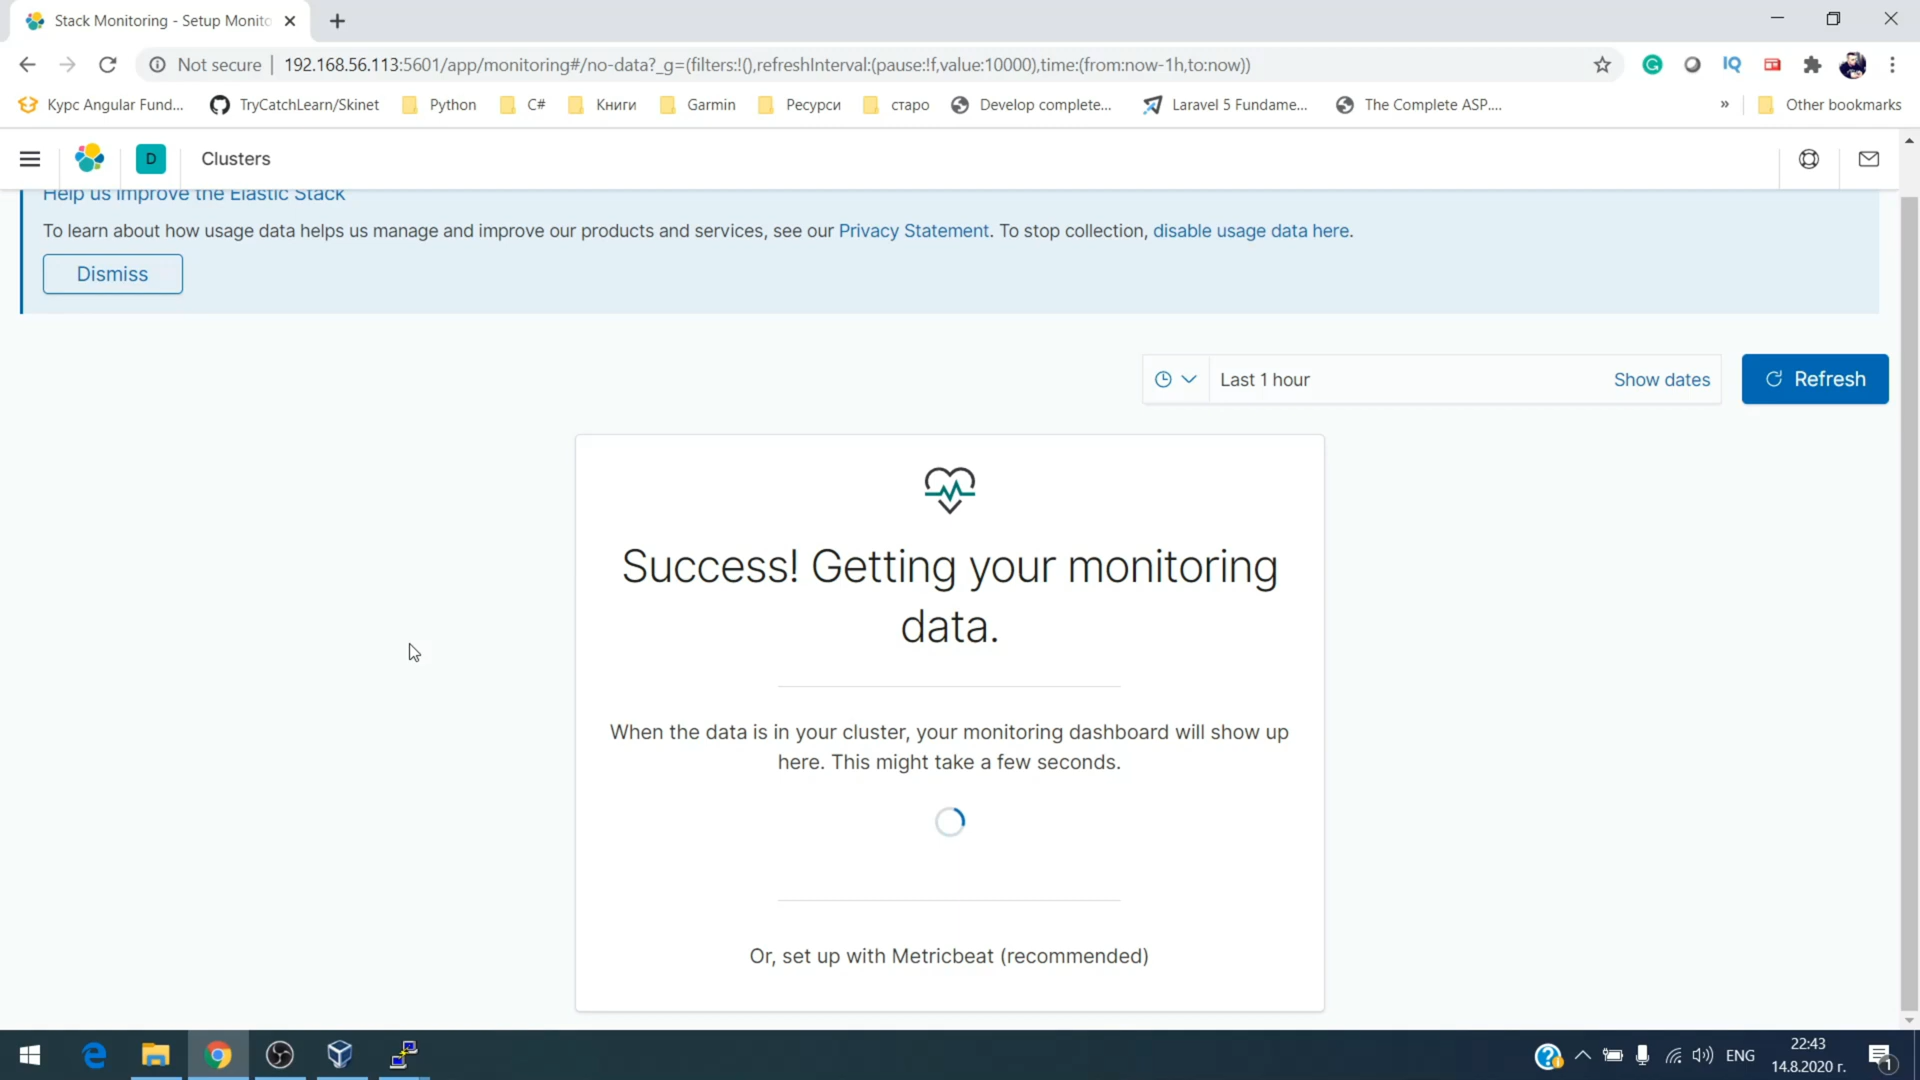 Stack Monitoring - Setup Monito
Not secure
192.168.56.113:5601/app/monitoring#/no-data?_g=(filters:!(),refreshInterval:(pause:!f,value:10000),time:(from:now-1h,to:now))
IQ
Курс Angular Fund...
TryCatchLearn/Skinet
Python
C#
Книги
Garmin
Ресурси
старо
Develop complete...
Laravel 5 Fundame...
The Complete ASP....
»
Other bookmarks
D
Clusters
Help us improve the Elastic Stack
To learn about how usage data helps us manage and improve our products and services, see our Privacy Statement. To stop collection, disable usage data here.
Dismiss
Last 1 hour
Show dates
Refresh
Success! Getting your monitoring
data.
When the data is in your cluster, your monitoring dashboard will show up
here. This might take a few seconds.
Or, set up with Metricbeat (recommended)
ENG
22:43
14.8.2020 г.
1